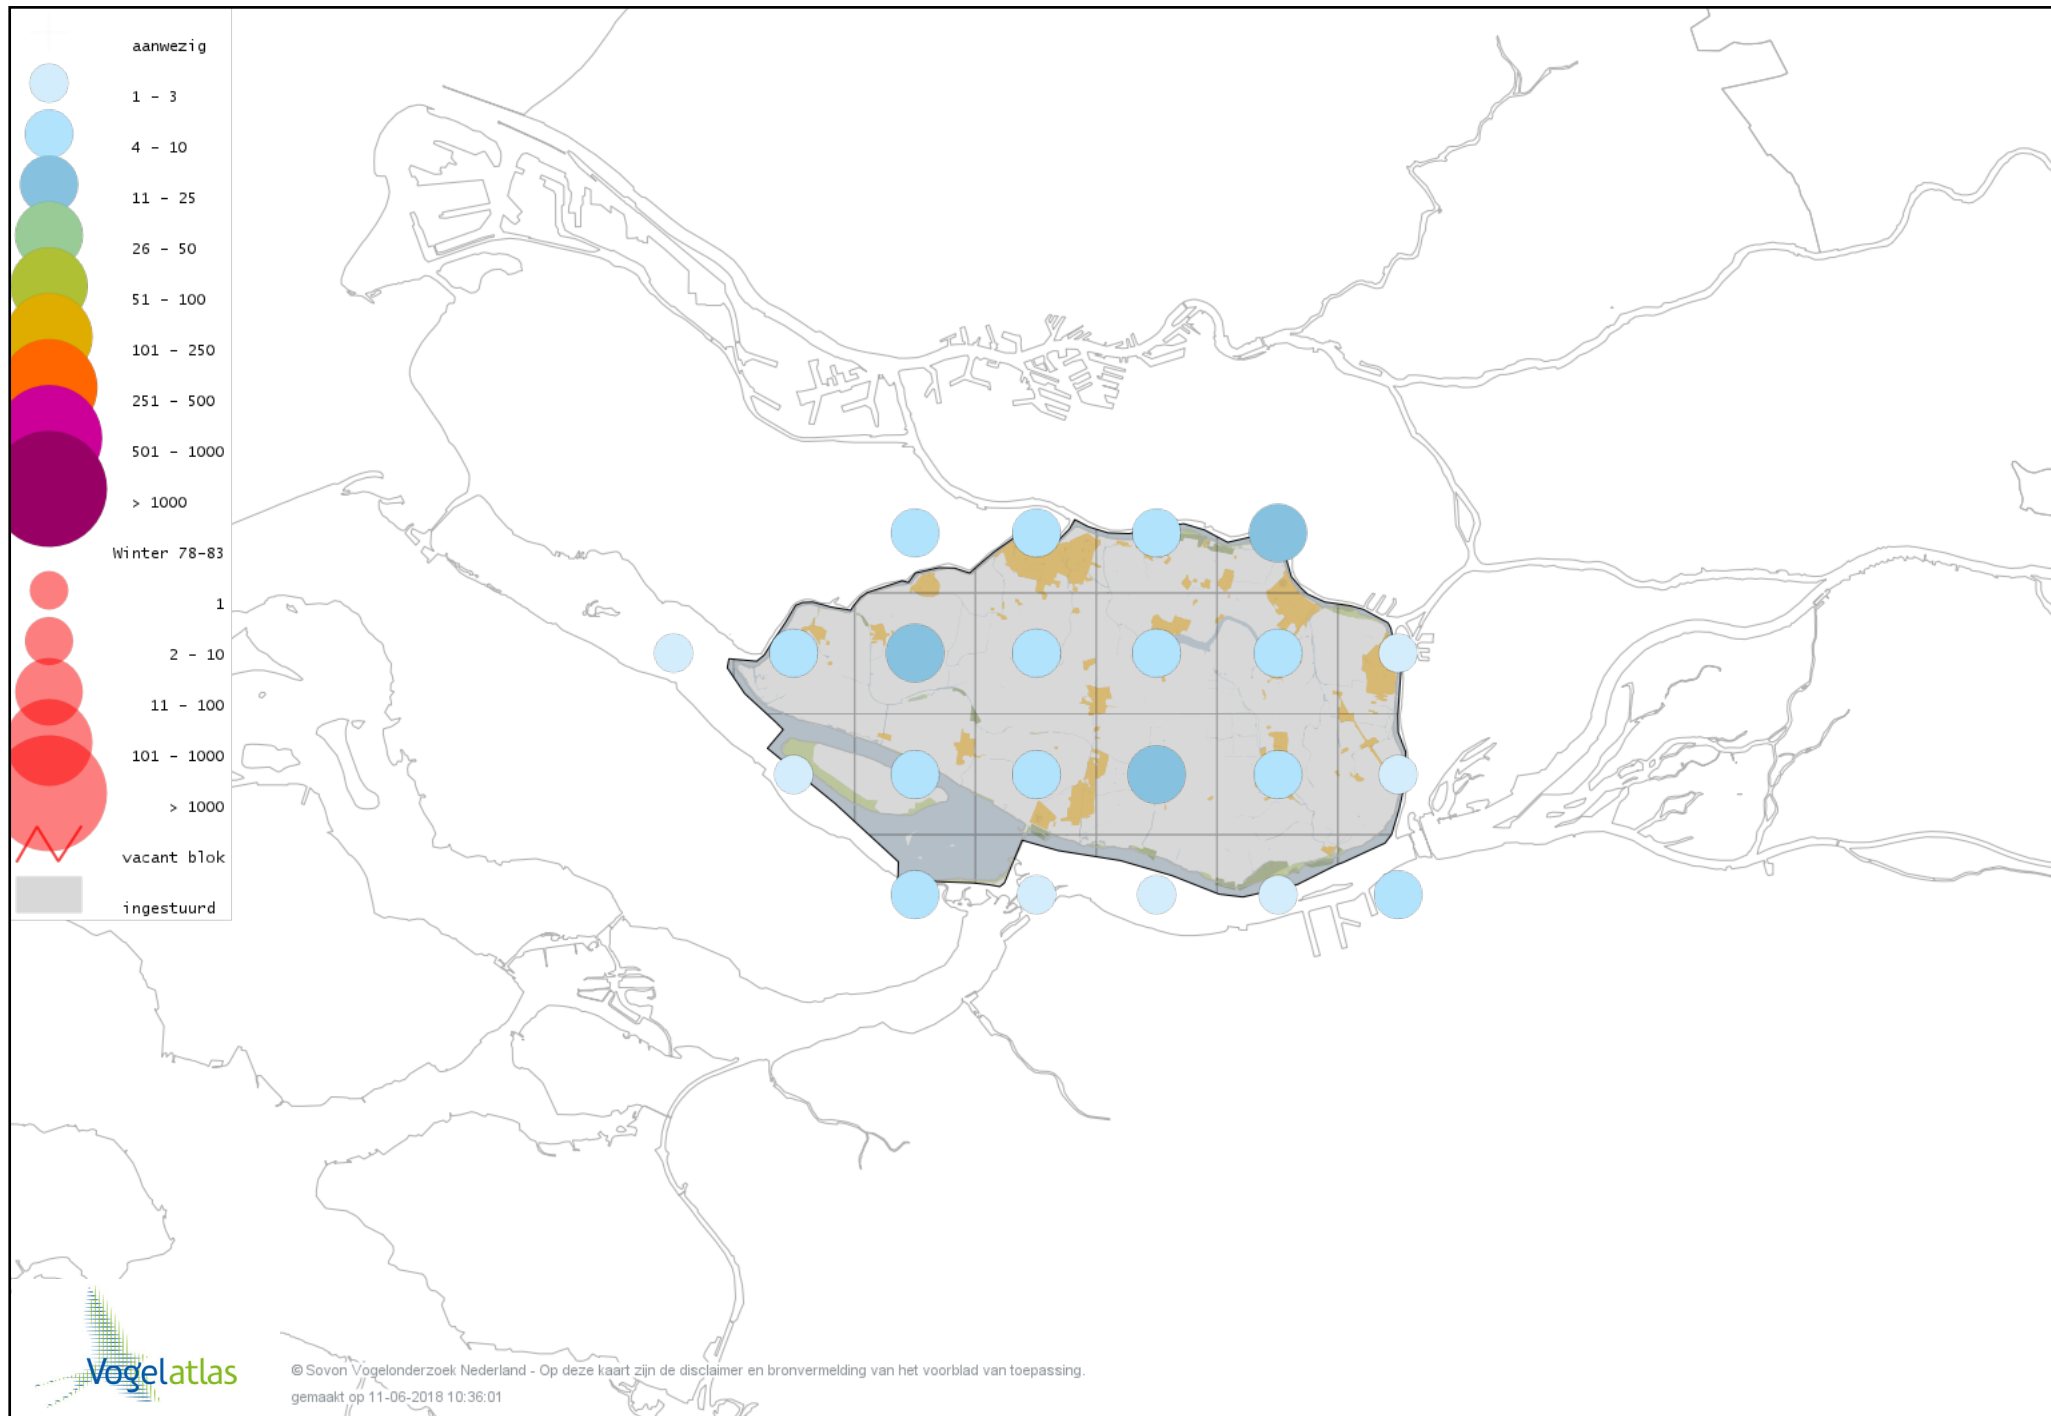 aanwezig
1 - 3
4 - 10
11 - 25
26 - 50
51 - 100
101 - 250
251 - 500
501 - 1000
> 1000
Winter 78-83
1
2 - 10
11 - 100
101 - 1000
> 1000
vacant blok
ingestuurd
Vogelatlas
© Sovon Vogelonderzoek Nederland - Op deze kaart zijn de disclaimer en bronvermelding van het voorblad van toepassing.
gemaakt op 11-06-2018 10:36:01